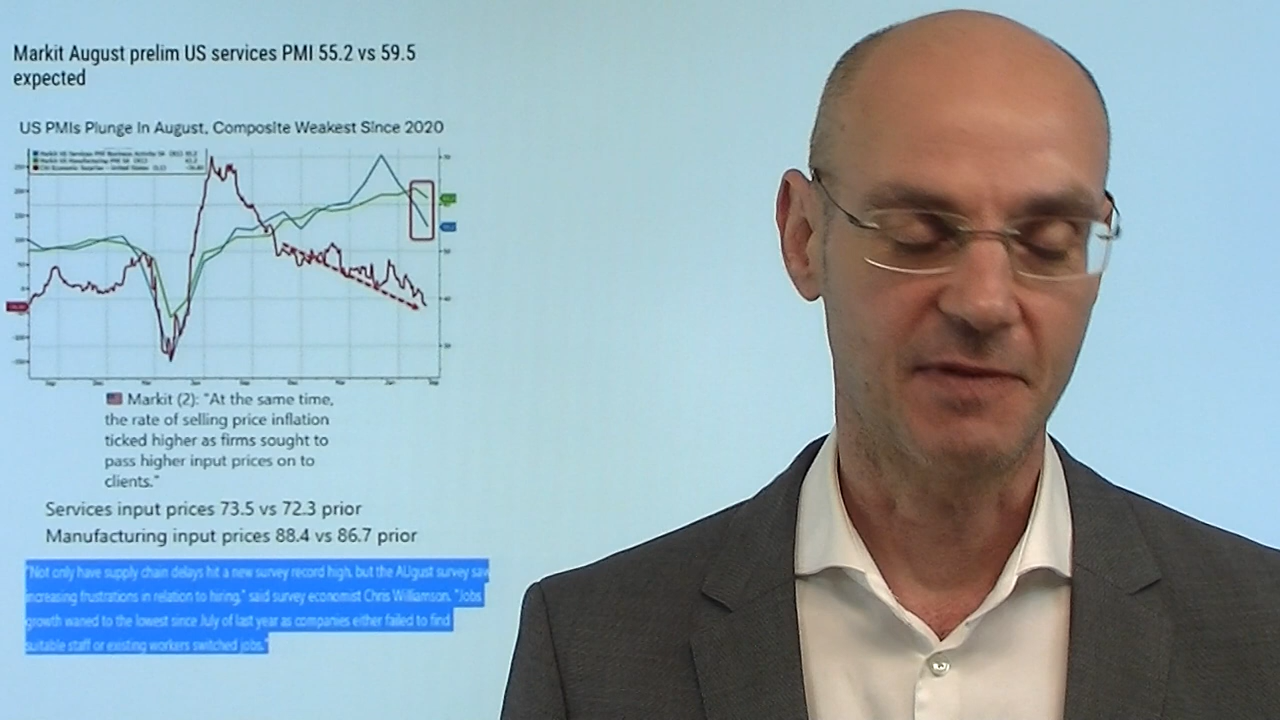 Markit August prelim US services PMI 55.2 vs 59.5
expected
US PMIs Plunge In August, Composite Weakest Since 2020
Markit (2): "At the same time,
the rate of selling price inflation
ticked higher as firms sought to
pass higher input prices on to
clients."
Services input prices 73.5 vs 72.3 prior
Manufacturing input prices 88.4 vs 86.7 prior
"Not only have supply chain delays hit a new survey record high, but the AUgust survey saw
increasing frustrations in relation to hiring," said survey economist Chris Williamson. "Jobs
growth waned to the lowest since July of last year as companies either failed to find
suitable staff or existing workers switched jobs."